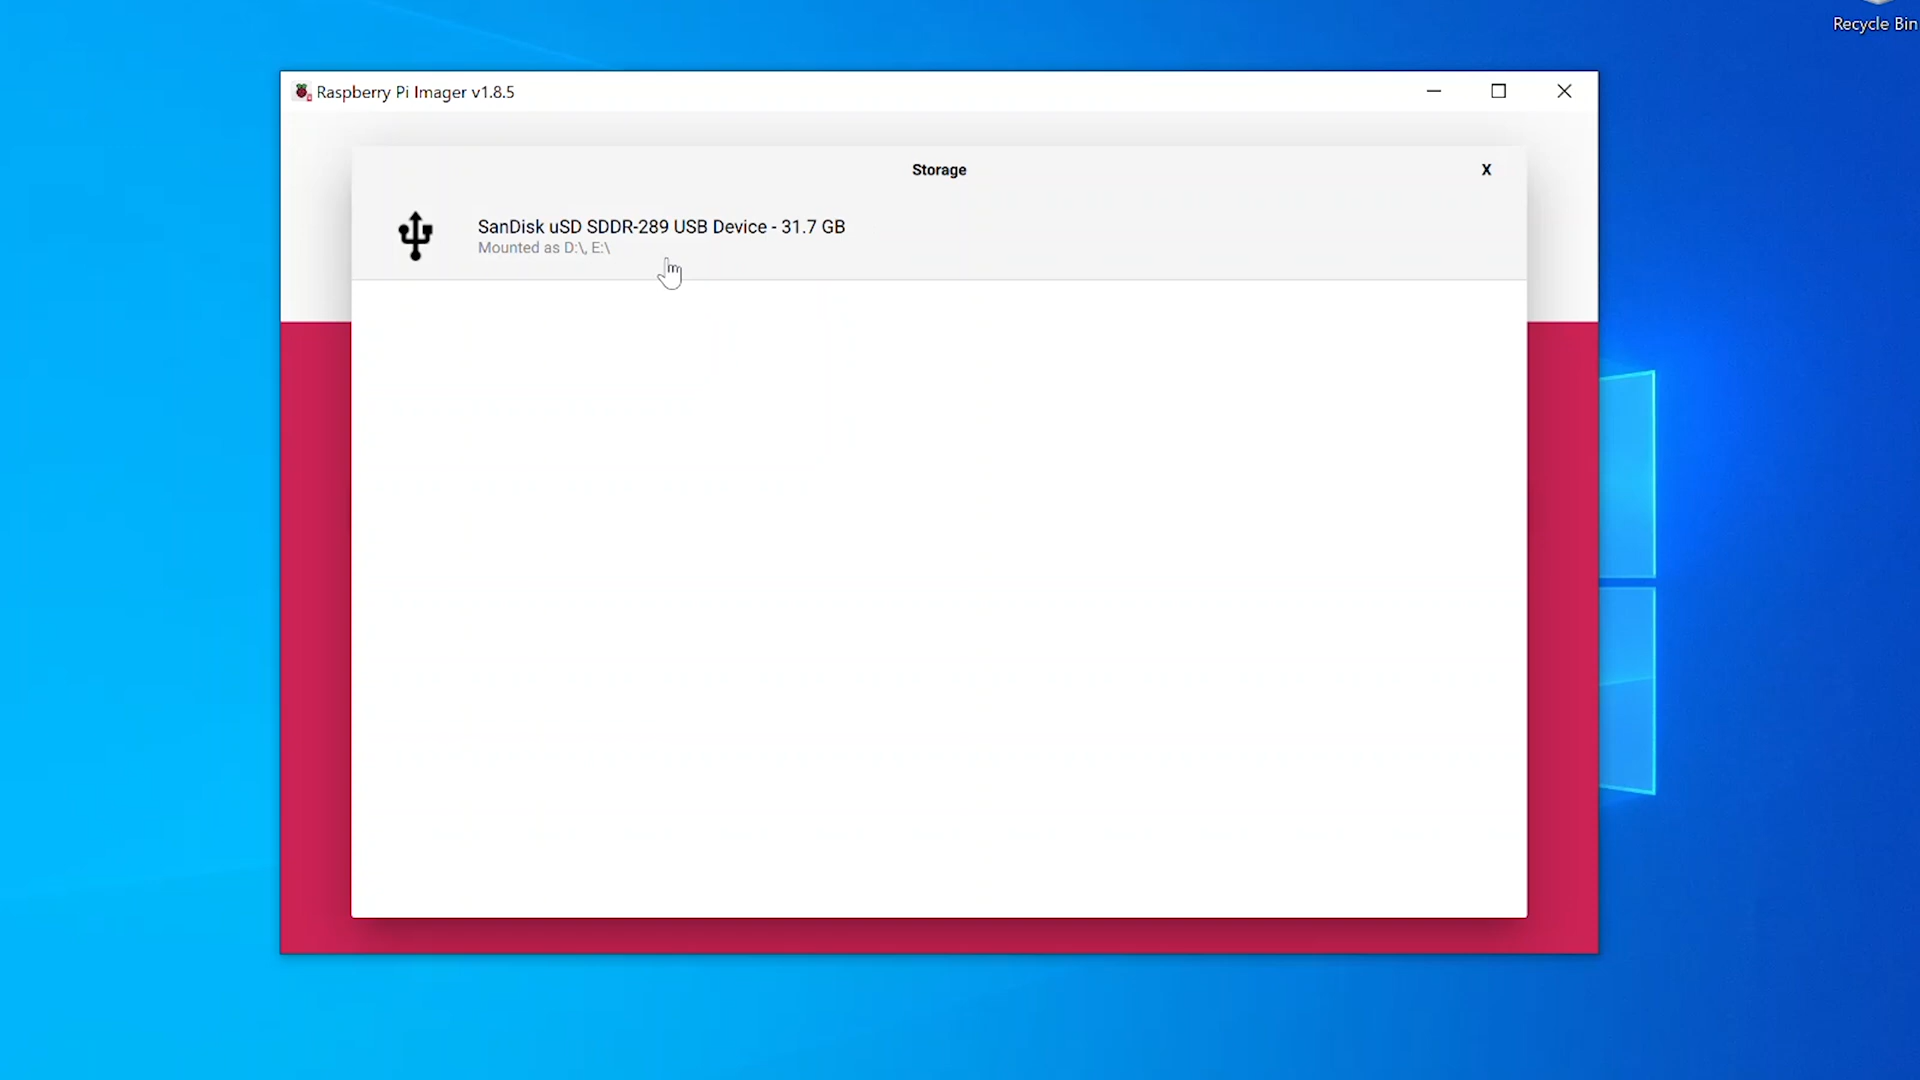 Recycle Bin
Raspberry Pi Imager v1.8.5
Storage
X
SanDisk uSD SDDR-289 USB Device - 31.7 GB
Mounted as D:\, E:\